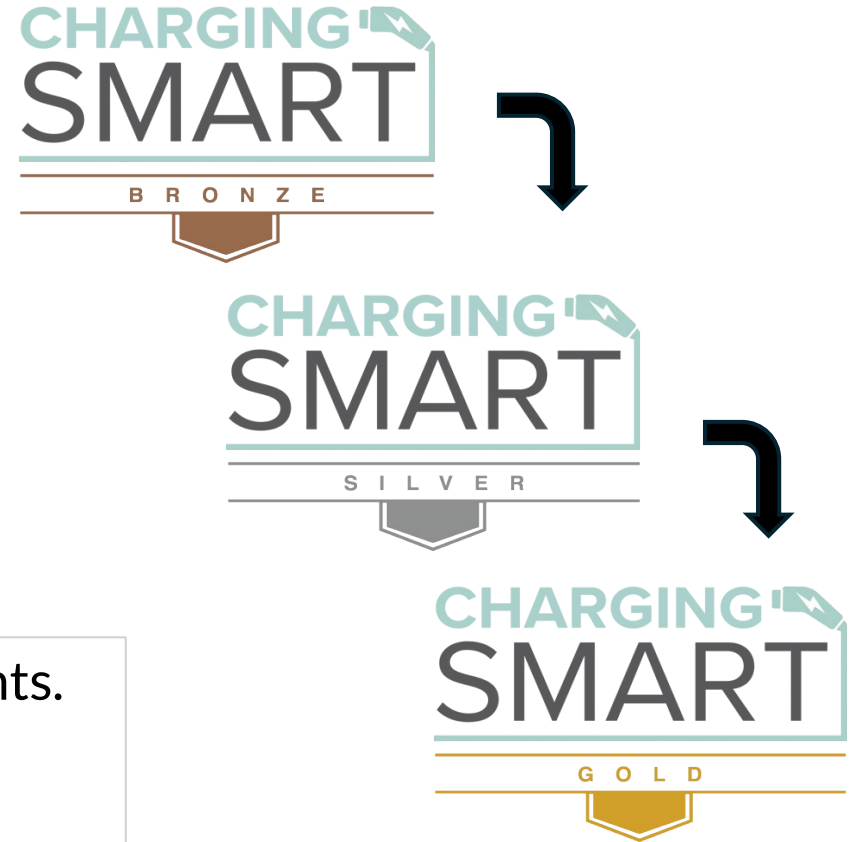 CHARGING
SMART
BRONZE
CHARGING
SMART
SILVER
nts.
CHARGING
SMART
GOLD